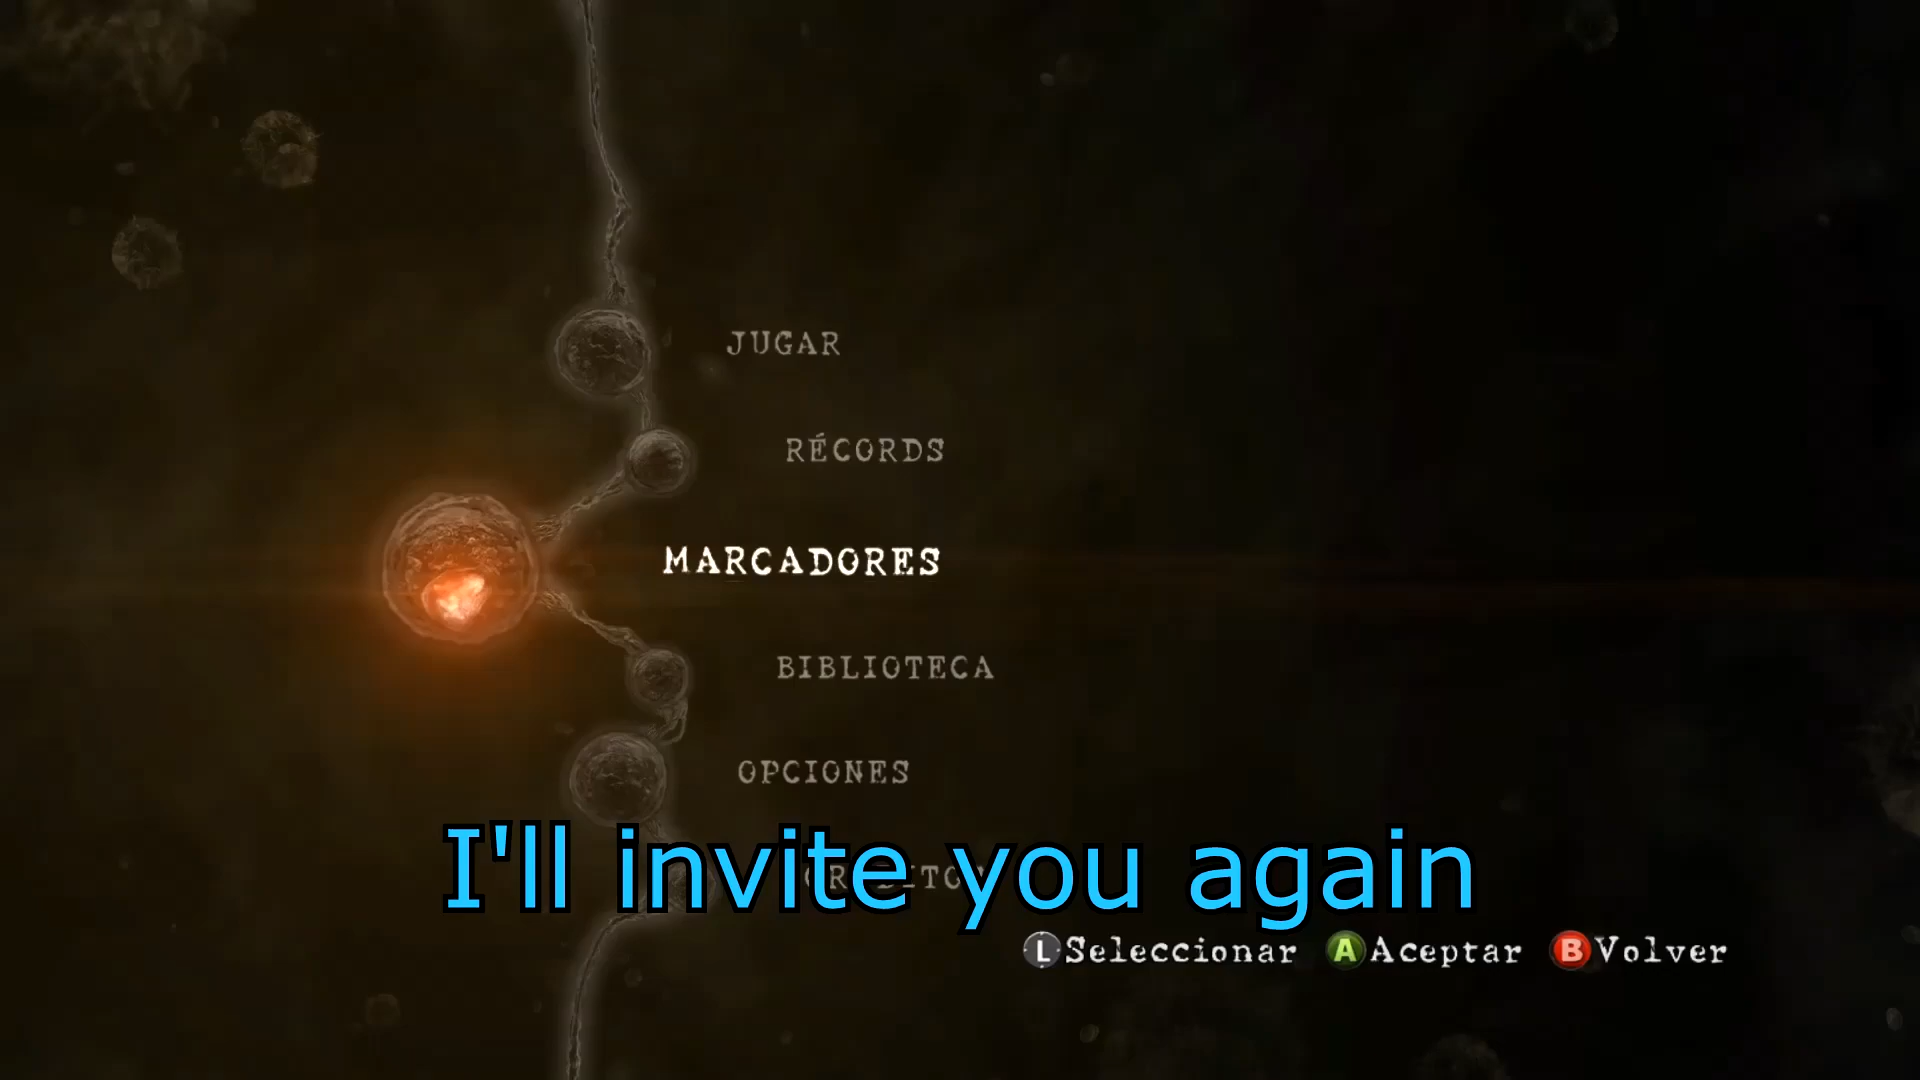 JUGAR
RÉCORDS
MARCADORES
BIBLIOTECA
OPCIONES
I'll invite you again
L Seleccionar A Aceptar B Volver